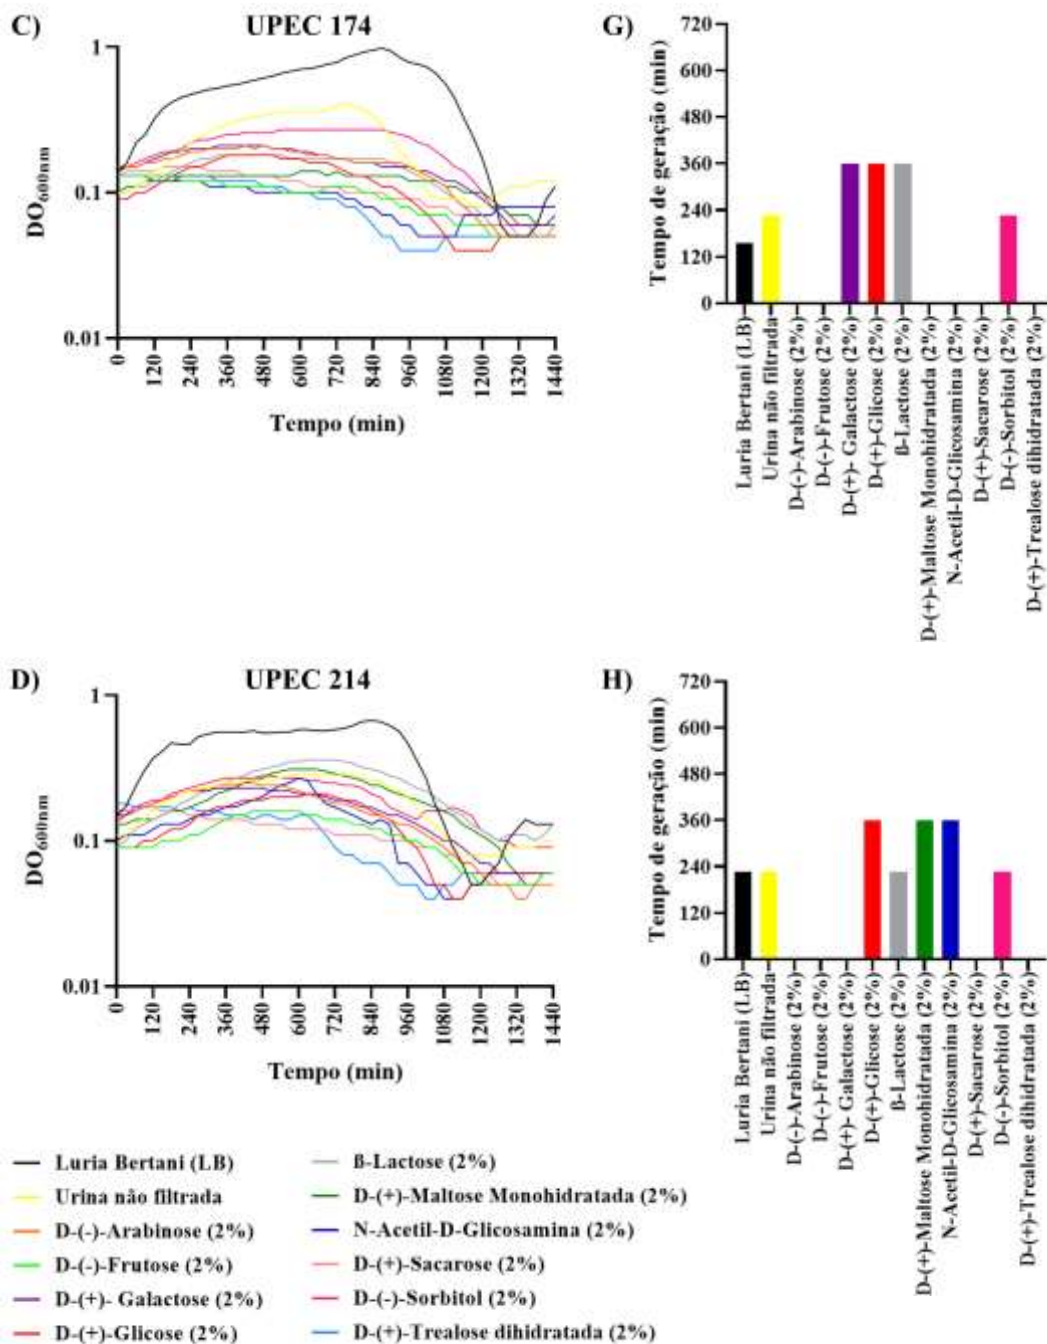 C)
UPEC 174
1
0.1
0.01
DO600nm
0
120
240
360
480
600
720
840
960
1080
1200
1320
1440
Tempo (min)
G)
Tempo de geração (min)
720
600
480
360
240
120
0
Luria Bertani (LB)
Urina não filtrada
D-(-)-Arabinose (2%)
D-(-)-Frutose (2%)
D-(+)- Galactose (2%)
D-(+)-Glicose (2%)
ß-Lactose (2%)
D-(+)-Maltose Monohidratada (2%)
N-Acetil-D-Glicosamina (2%)
D-(+)-Sacarose (2%)
D-(-)-Sorbitol (2%)
D-(+)-Trealose dihidratada (2%)
D)
UPEC 214
1
0.1
0.01
DO600nm
0
120
240
360
480
600
720
840
960
1080
1200
1320
1440
Tempo (min)
H)
Tempo de geração (min)
720
600
480
360
240
120
0
Luria Bertani (LB)
Urina não filtrada
D-(-)-Arabinose (2%)
D-(-)-Frutose (2%)
D-(+)- Galactose (2%)
D-(+)-Glicose (2%)
ß-Lactose (2%)
D-(+)-Maltose Monohidratada (2%)
N-Acetil-D-Glicosamina (2%)
D-(+)-Sacarose (2%)
D-(-)-Sorbitol (2%)
D-(+)-Trealose dihidratada (2%)
Luria Bertani (LB)
Urina não filtrada
D-(-)-Arabinose (2%)
D-(-)-Frutose (2%)
D-(+)- Galactose (2%)
D-(+)-Glicose (2%)
ß-Lactose (2%)
D-(+)-Maltose Monohidratada (2%)
N-Acetil-D-Glicosamina (2%)
D-(+)-Sacarose (2%)
D-(-)-Sorbitol (2%)
D-(+)-Trealose dihidratada (2%)